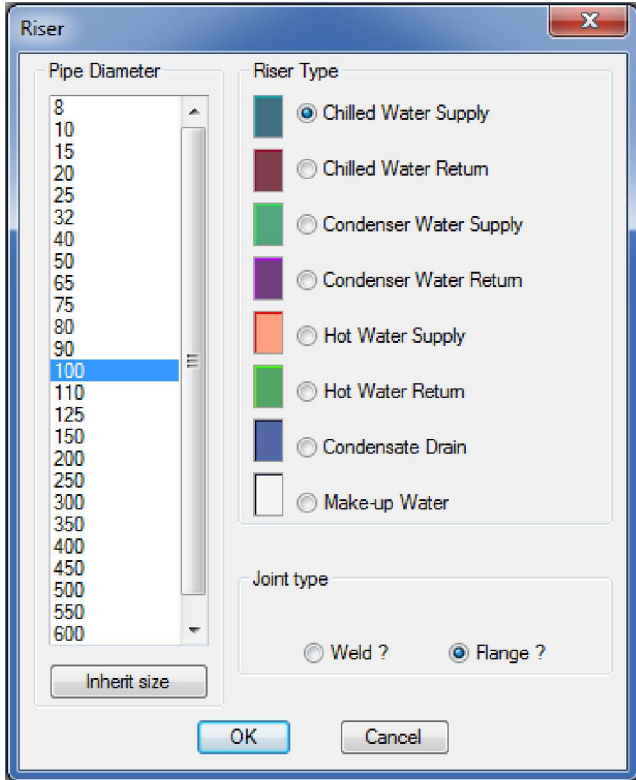 Riser
Pipe Diameter
8
10
15
20
25
32
40
50
65
75
80
90
100
110
125
150
200
250
300
350
400
450
500
550
600
Inherit size
Riser Type
Chilled Water Supply
Chilled Water Return
Condenser Water Supply
Condenser Water Return
Hot Water Supply
Hot Water Return
Condensate Drain
Make-up Water
Joint type
Weld ?
Flange ?
OK
Cancel